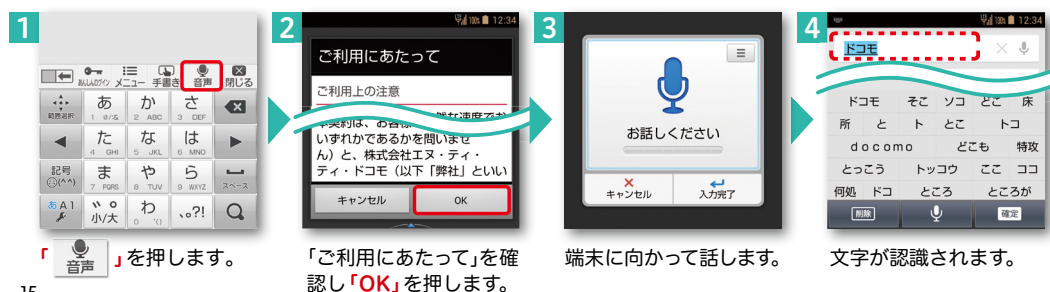 1
あんしんログイン メニュー 手書き 音声 閉じる
範囲選択
あ
1 @/&
か
2 ABC
さ
3 DEF
た
4 GHI
な
5 JKL
は
6 MNO
記号
(^^)
ま
7 PQRS
や
8 TUV
ら
9 WXYZ
スペース
あA1
小/大
わ
0
、。?!
「音声」を押します。
2
100% 12:34
ご利用にあたって
ご利用上の注意
いずれかであるかを問いませ
ん)と、株式会社エヌ・ティ・
ティ・ドコモ(以下「弊社」といい
キャンセル OK
「ご利用にあたって」を確
認し「OK」を押します。
3
お話しください
キャンセル 入力完了
端末に向かって話します。
4
100% 12:34
ドコモ
ドコモ そこ ソコ どこ 床
所 と ト とこ トコ
docomo どこも 特攻
とっこう トッコウ ここ ココ
何処 ドコ ところ ところが
削除 確定
文字が認識されます。
15